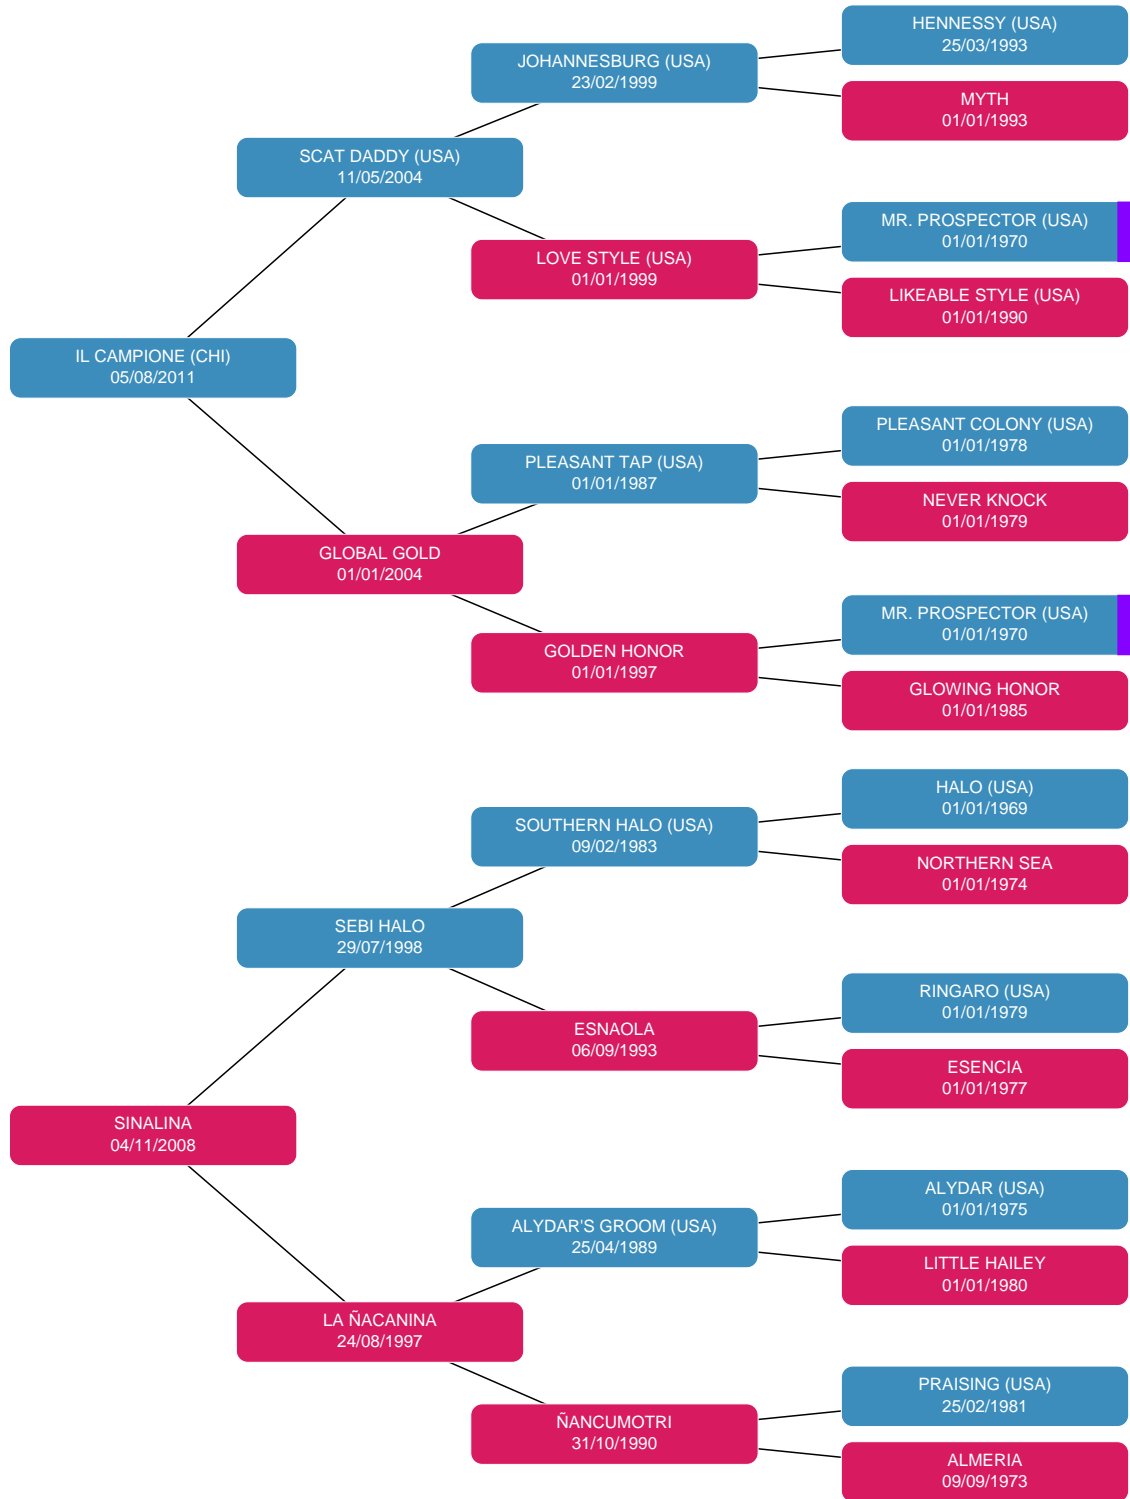 HENNESSY (USA)
25/03/1993
JOHANNESBURG (USA)
23/02/1999
MYTH
01/01/1993
SCAT DADDY (USA)
11/05/2004
MR. PROSPECTOR (USA)
01/01/1970
LOVE STYLE (USA)
01/01/1999
LIKEABLE STYLE (USA)
01/01/1990
IL CAMPIONE (CHI)
05/08/2011
PLEASANT COLONY (USA)
01/01/1978
PLEASANT TAP (USA)
01/01/1987
NEVER KNOCK
01/01/1979
GLOBAL GOLD
01/01/2004
MR. PROSPECTOR (USA)
01/01/1970
GOLDEN HONOR
01/01/1997
GLOWING HONOR
01/01/1985
HALO (USA)
01/01/1969
SOUTHERN HALO (USA)
09/02/1983
NORTHERN SEA
01/01/1974
SEBI HALO
29/07/1998
RINGARO (USA)
01/01/1979
ESNAOLA
06/09/1993
ESENCIA
01/01/1977
SINALINA
04/11/2008
ALYDAR (USA)
01/01/1975
ALYDAR'S GROOM (USA)
25/04/1989
LITTLE HAILEY
01/01/1980
LA ÑACANINA
24/08/1997
PRAISING (USA)
25/02/1981
ÑANCUMOTRI
31/10/1990
ALMERIA
09/09/1973